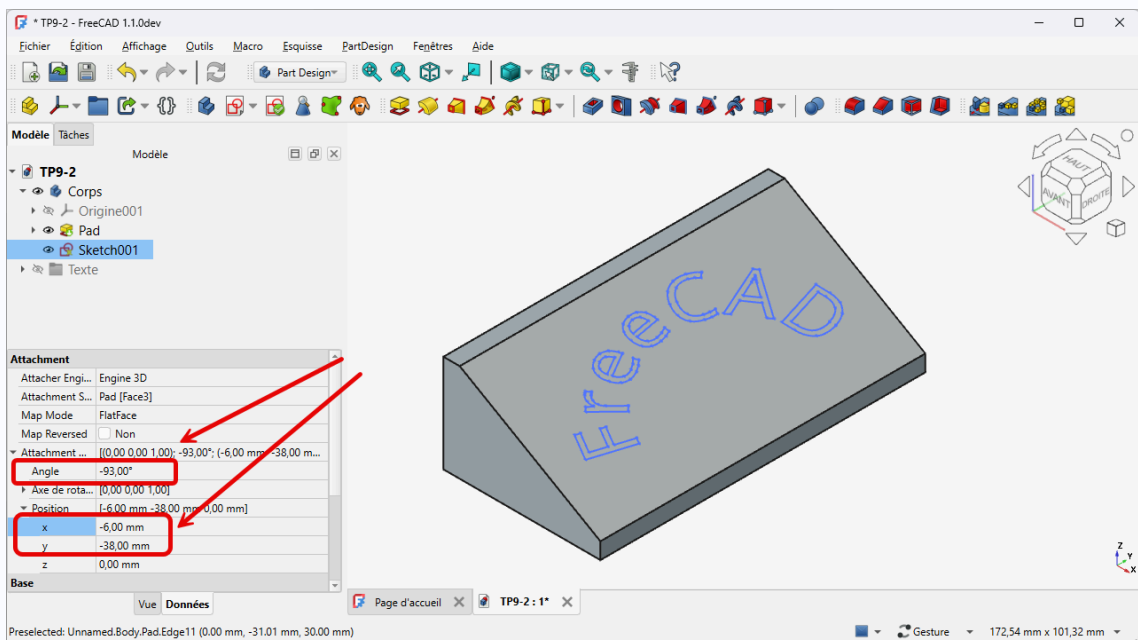 * TP9-2 - FreeCAD 1.1.0dev
Fichier Édition Affichage Outils Macro Esquisse PartDesign Fenêtres Aide
Part Design
Modèle Tâches
Modèle
TP9-2
Corps
Origine001
Pad
Sketch001
Texte
HAUT
AVANT DROITE
FreeCAD
Attachment
Attacher Engi... Engine 3D
Attachment S... Pad [Face3]
Map Mode FlatFace
Map Reversed Non
Attachment ... [(0,00 0,00 1,00); -93,00°; (-6,00 mm -38,00 m...
Angle -93,00°
Axe de rota... [0,00 0,00 1,00]
Position [-6,00 mm -38,00 mm 0,00 mm]
x -6,00 mm
y -38,00 mm
z 0,00 mm
Base
Z
Y
X
Vue Données
Page d'accueil TP9-2 : 1*
Preselected: Unnamed.Body.Pad.Edge11 (0.00 mm, -31.01 mm, 30.00 mm) Gesture 172,54 mm x 101,32 mm